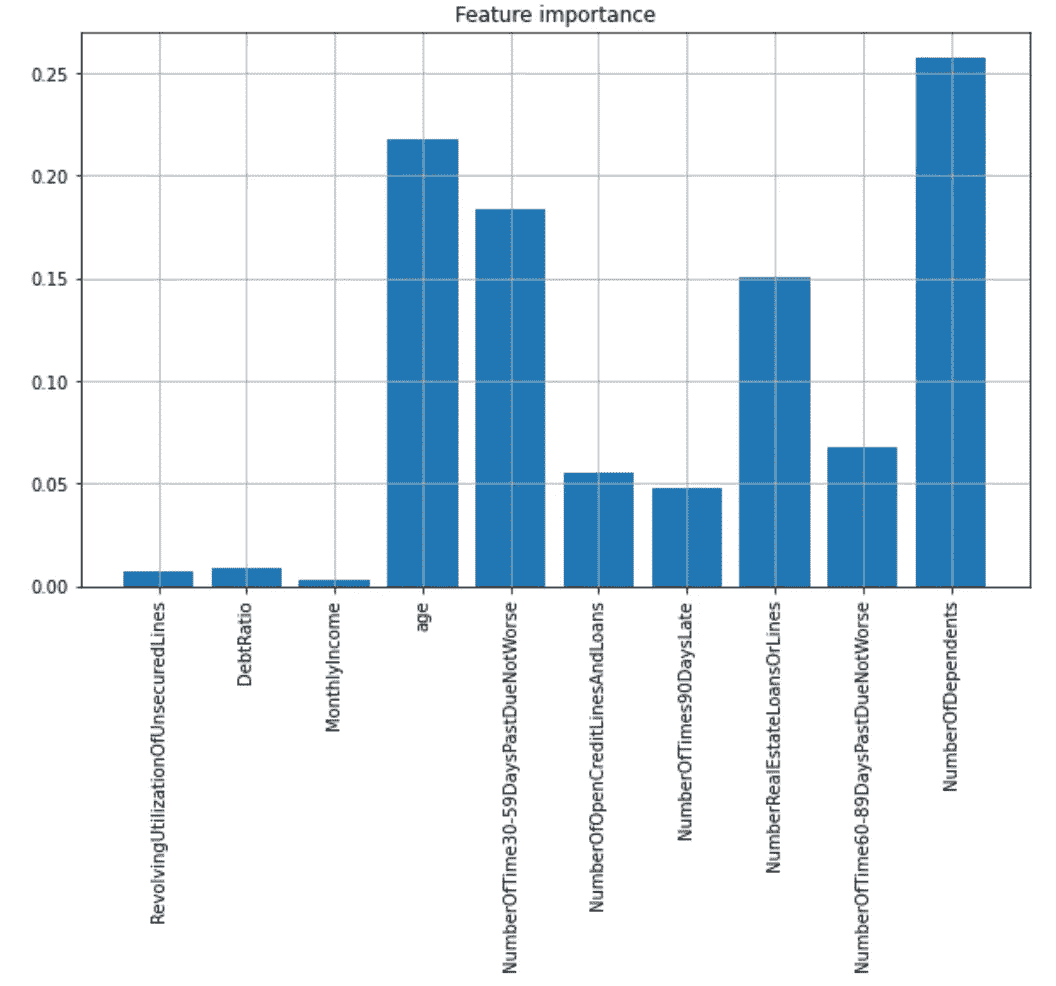 Feature importance
0.25
0.20
0.15
0.10
0.05
0.00
RevolvingUtilizationOfUnsecuredLines
DebtRatio
MonthlyIncome
age
NumberOfTime30-59DaysPastDueNotWorse
NumberOfOpenCreditLinesAndLoans
NumberOfTimes90DaysLate
NumberRealEstateLoansOrLines
NumberOfTime60-89DaysPastDueNotWorse
NumberOfDependents